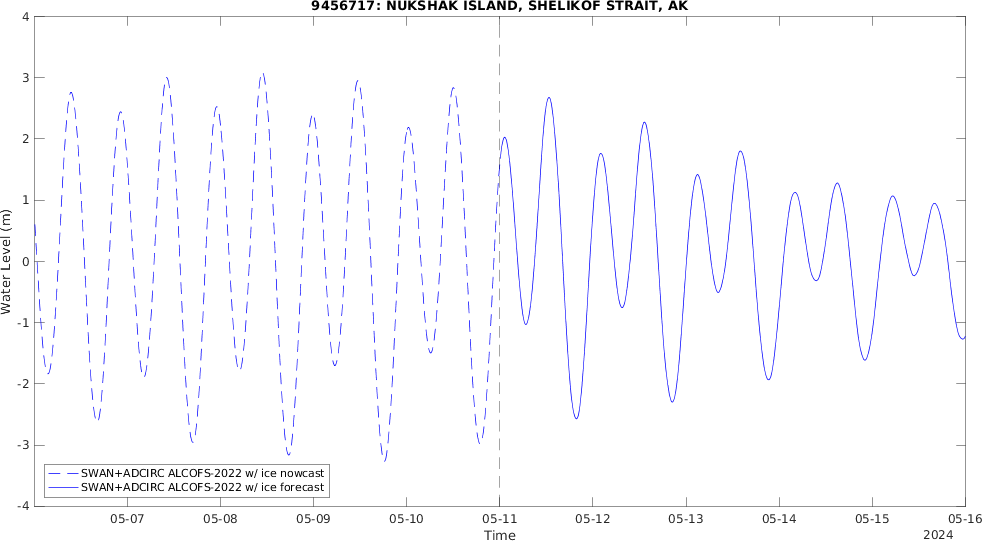 9456717: NUKSHAK ISLAND, SHELIKOF STRAIT, AK
4
3
2
1
0
-1
-2
-3
-4
Water Level (m)
SWAN+ADCIRC ALCOFS-2022 w/ ice nowcast
SWAN+ADCIRC ALCOFS-2022 w/ ice forecast
05-07 05-08 05-09 05-10 05-11 05-12 05-13 05-14 05-15 05-16
Time
2024